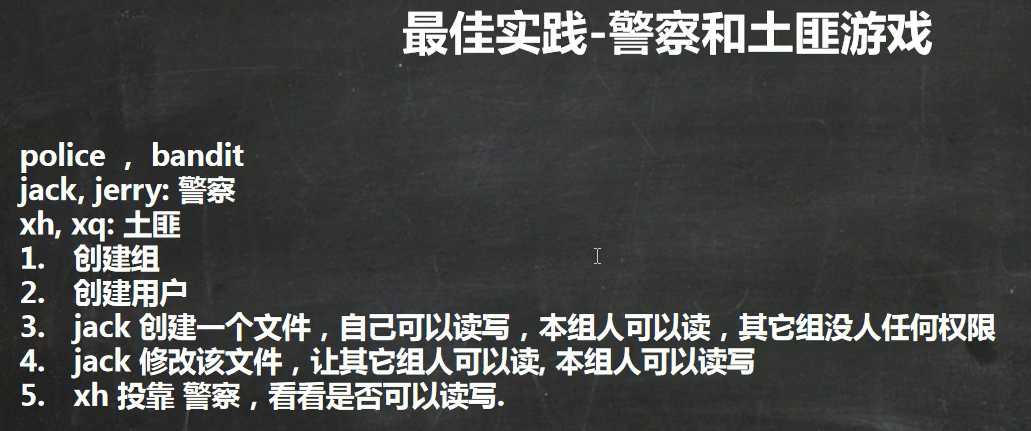 最佳实践-警察和土匪游戏
police ， bandit
jack, jerry: 警察
xh, xq: 土匪
1. 创建组
2. 创建用户
3. jack 创建一个文件，自己可以读写，本组人可以读，其它组没人任何权限
4. jack 修改该文件，让其它组人可以读, 本组人可以读写
5. xh 投靠 警察，看看是否可以读写.